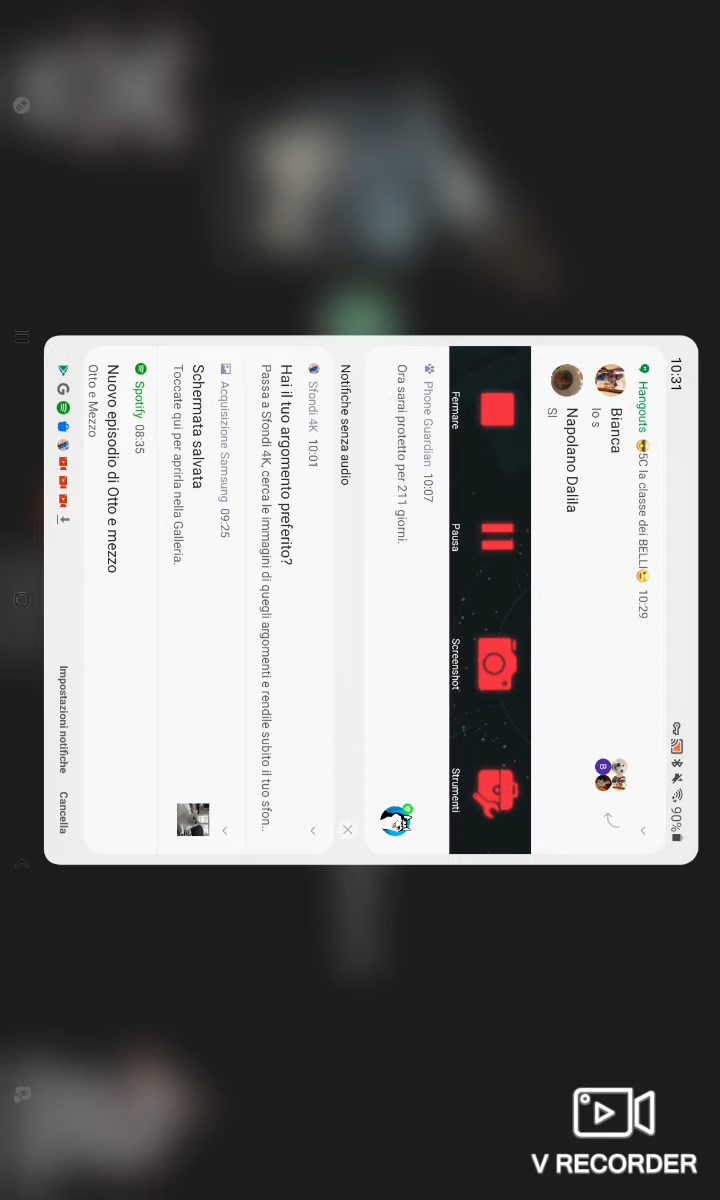 10:31
90%
Hangouts 😎5C la classe dei BELLI😏 10:29
Bianca
Io s
Napolano Dalila
SI
B
Fermare
Pausa
Screenshot
Strumenti
Phone Guardian 10:07
Ora sarai protetto per 211 giorni.
Notifiche senza audio
Sfondi 4K 10:01
Hai il tuo argomento preferito?
Passa a Sfondi 4K, cerca le immagini di quegli argomenti e rendile subito il tuo sfon..
Acquisizione Samsung 09:25
Schermata salvata
Toccate qui per aprirla nella Galleria.
Spotify 08:35
Nuovo episodio di Otto e mezzo
Otto e Mezzo
Impostazioni notifiche Cancella
V RECORDER